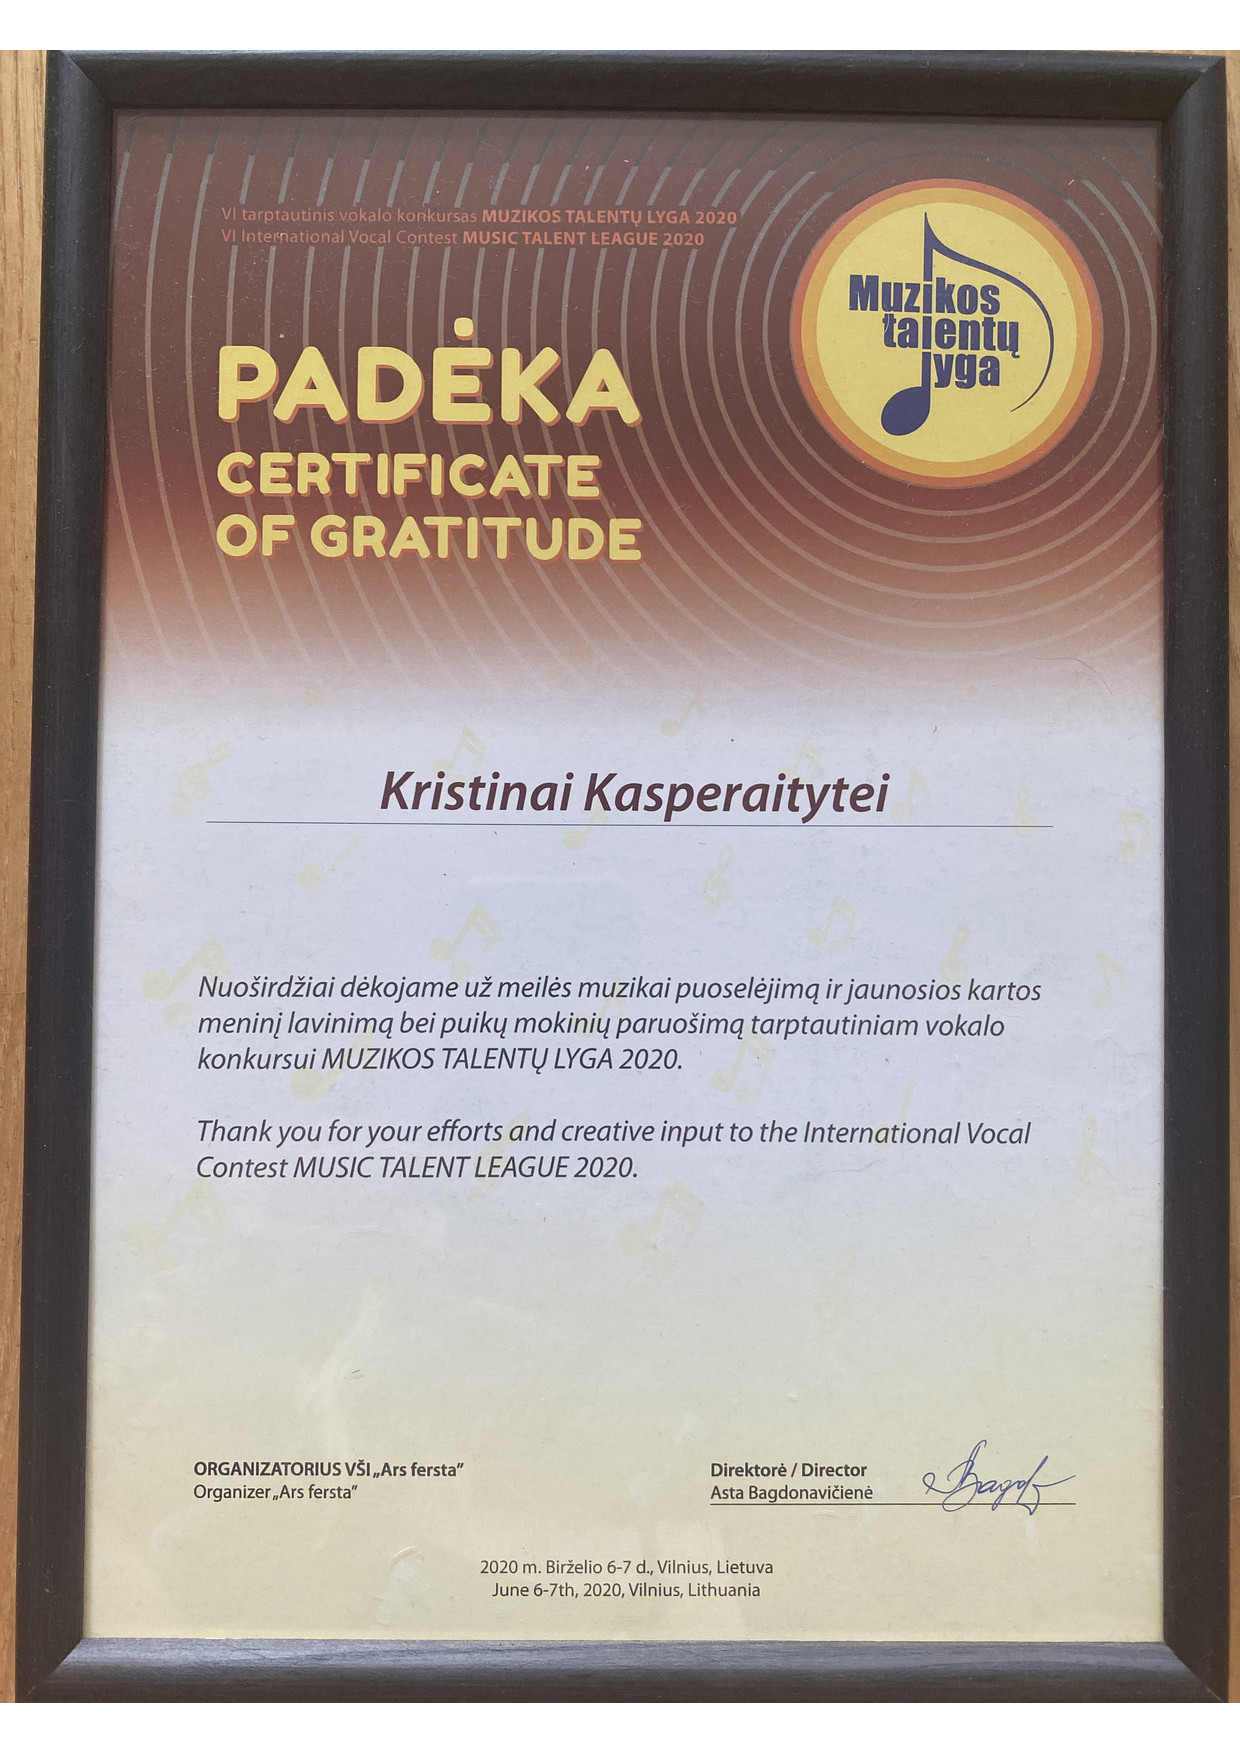 VI tarptautinis vokalo konkursas MUZIKOS TALENTŲ LYGA 2020
VI International Vocal Contest MUSIC TALENT LEAGUE 2020
Muzikos
talentų
lyga
PADĖKA
CERTIFICATE
OF GRATITUDE
Kristinai Kasperaitytei
Nuoširdžiai dėkojame už meilės muzikai puoselėjimą ir jaunosios kartos
meninį lavinimą bei puikų mokinių paruošimą tarptautiniam vokalo
konkursui MUZIKOS TALENTŲ LYGA 2020.
Thank you for your efforts and creative input to the International Vocal
Contest MUSIC TALENT LEAGUE 2020.
ORGANIZATORIUS VŠI „Ars fersta”
Organizer „Ars fersta”
Direktorė / Director
Asta Bagdonavičienė
2020 m. Birželio 6-7 d., Vilnius, Lietuva
June 6-7th, 2020, Vilnius, Lithuania